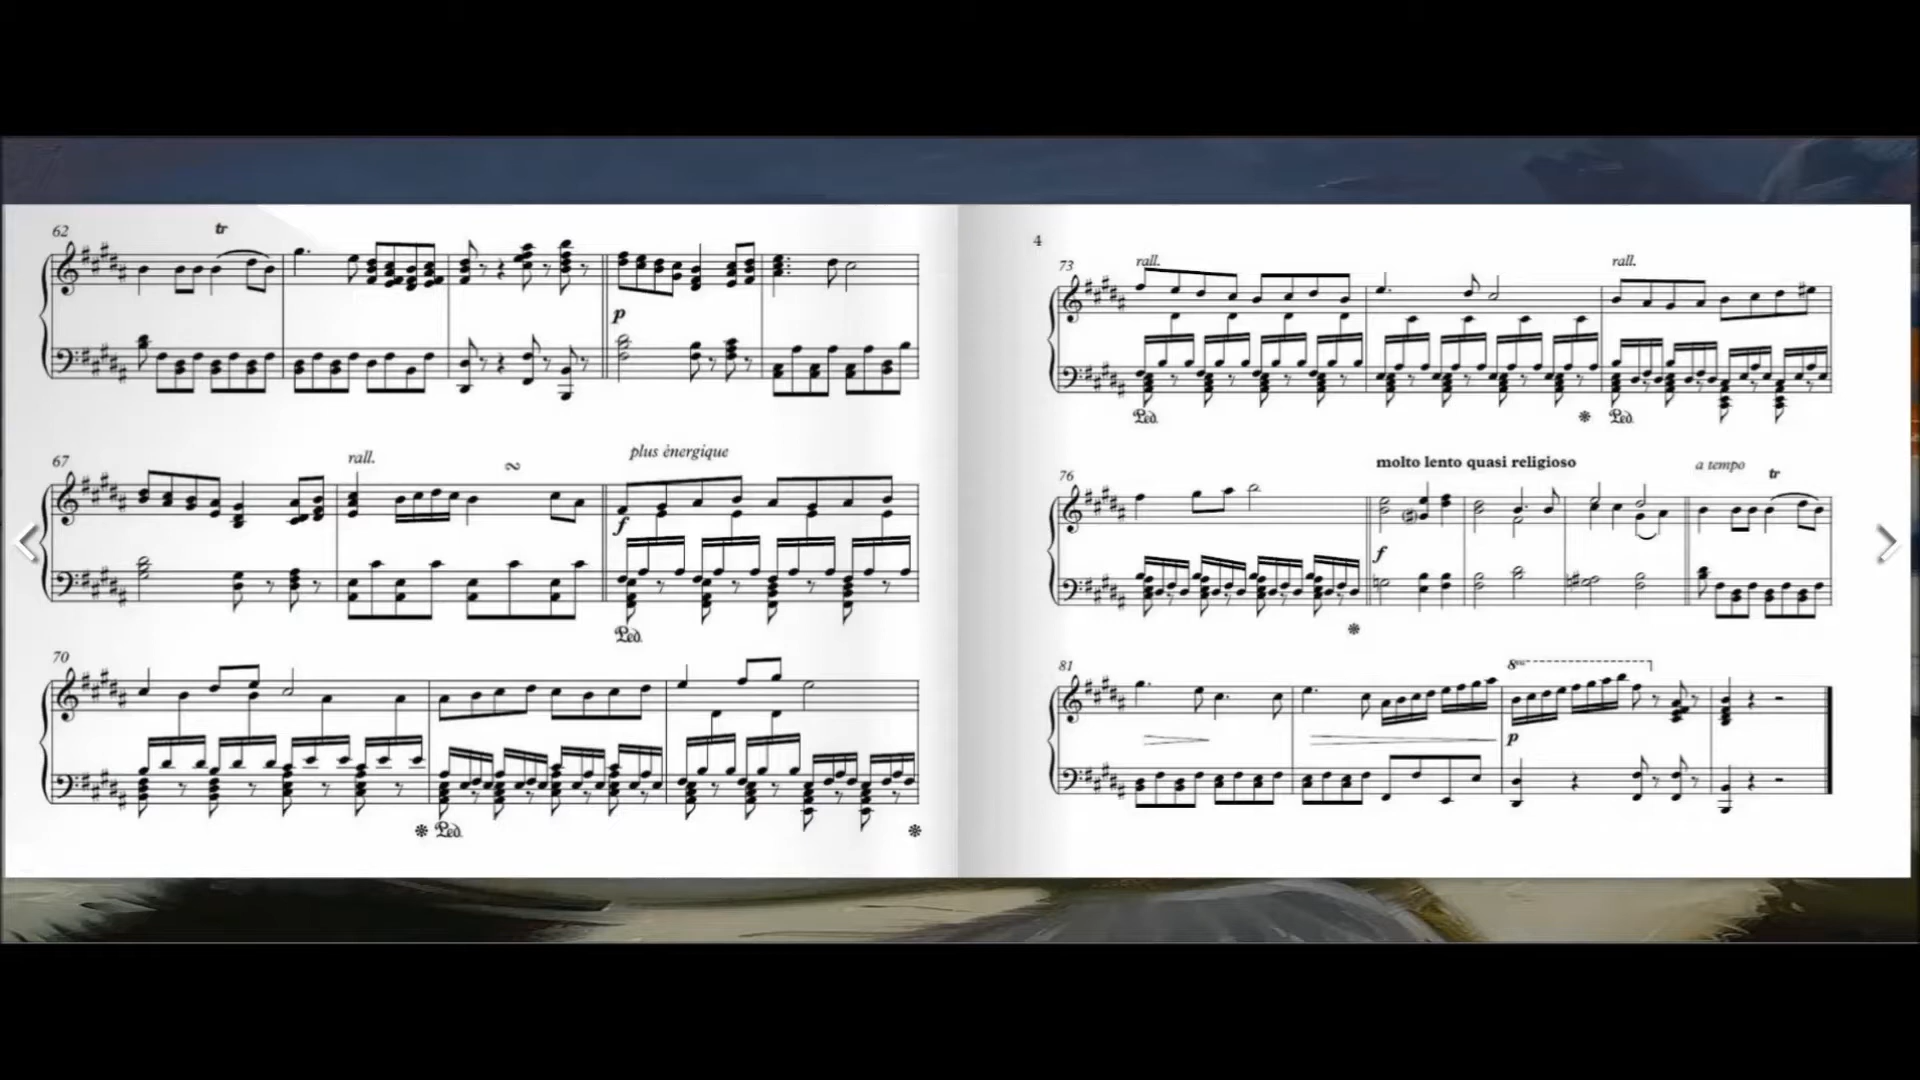 62
tr
p
67
rall.
plus énergique
f
Ped.
70
Ped.
4
73
rall.
rall.
Ped.
Ped.
76
molto lento quasi religioso
a tempo
tr
f
81
8va
p